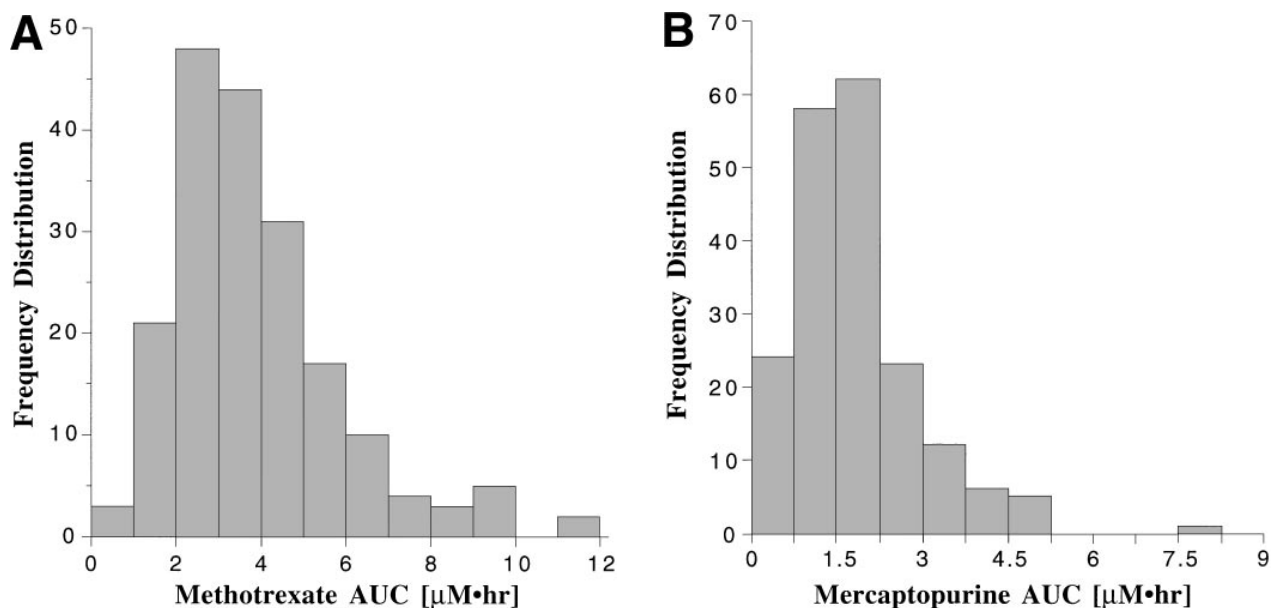 A
50
40
30
20
10
0
Frequency Distribution
0 2 4 6 8 10 12
Methotrexate AUC [μM•hr]
B
70
60
50
40
30
20
10
0
Frequency Distribution
0 1.5 3 4.5 6 7.5 9
Mercaptopurine AUC [μM•hr]